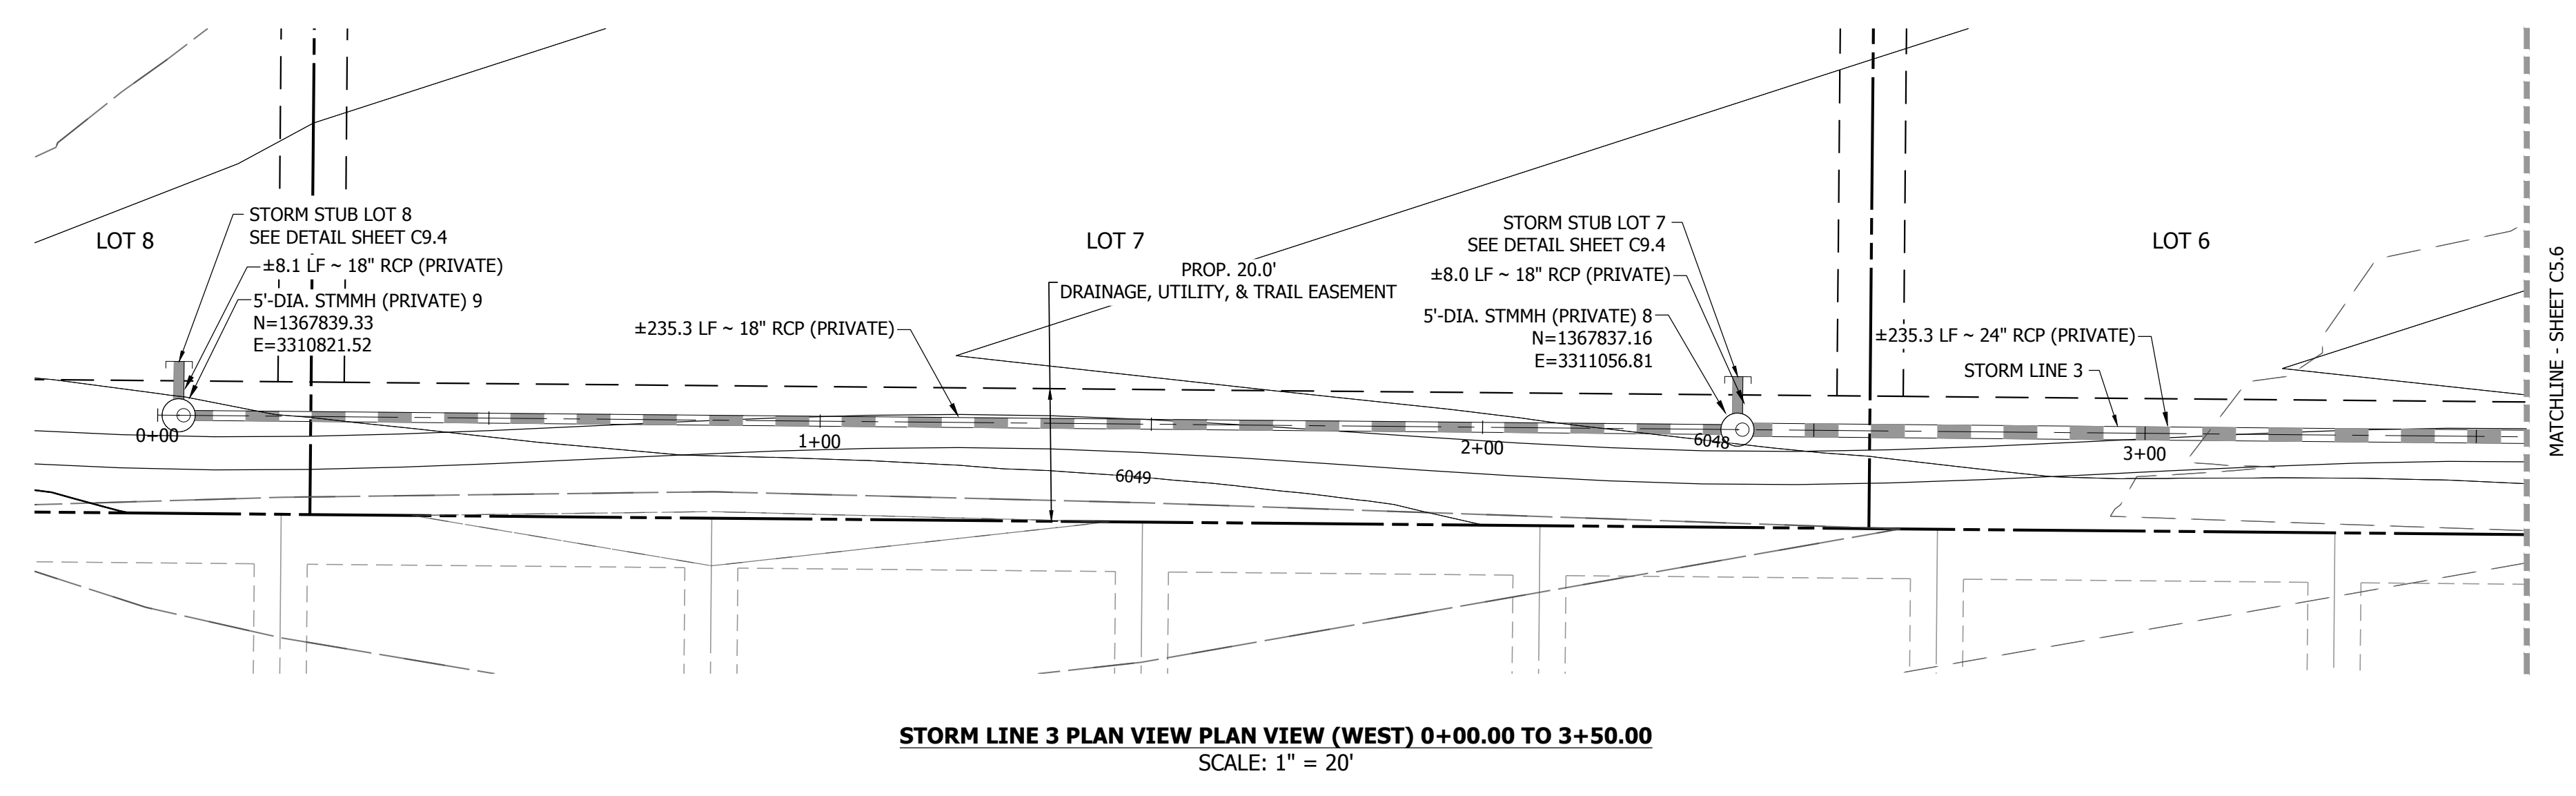 STORM STUB LOT 8
SEE DETAIL SHEET C9.4
LOT 8
±8.1 LF ~ 18" RCP (PRIVATE)
5'-DIA. STMMH (PRIVATE) 9
N=1367839.33
E=3310821.52
0+00
±235.3 LF ~ 18" RCP (PRIVATE)
1+00
LOT 7
PROP. 20.0'
DRAINAGE, UTILITY, & TRAIL EASEMENT
6049
STORM STUB LOT 7
SEE DETAIL SHEET C9.4
±8.0 LF ~ 18" RCP (PRIVATE)
5'-DIA. STMMH (PRIVATE) 8
N=1367837.16
E=3311056.81
2+00
6048
LOT 6
±235.3 LF ~ 24" RCP (PRIVATE)
STORM LINE 3
3+00
MATCHLINE - SHEET C5.6
STORM LINE 3 PLAN VIEW PLAN VIEW (WEST) 0+00.00 TO 3+50.00
SCALE: 1" = 20'